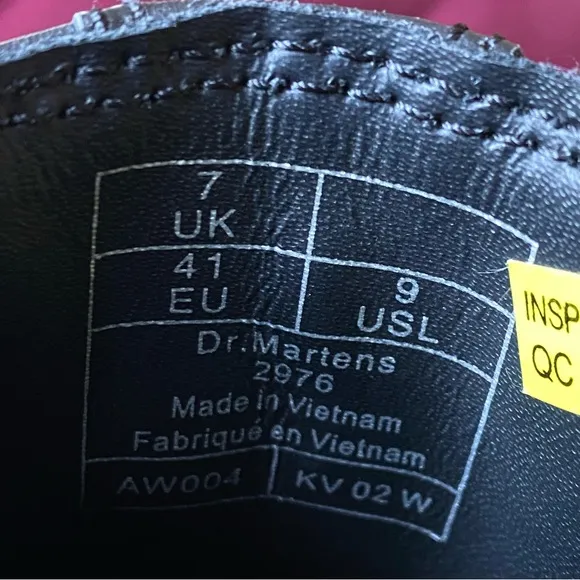 7
UK
41
EU
9
USL
Dr.Martens
2976
Made in Vietnam
Fabriqué en Vietnam
AW004
KV 02 W
INSP
QC